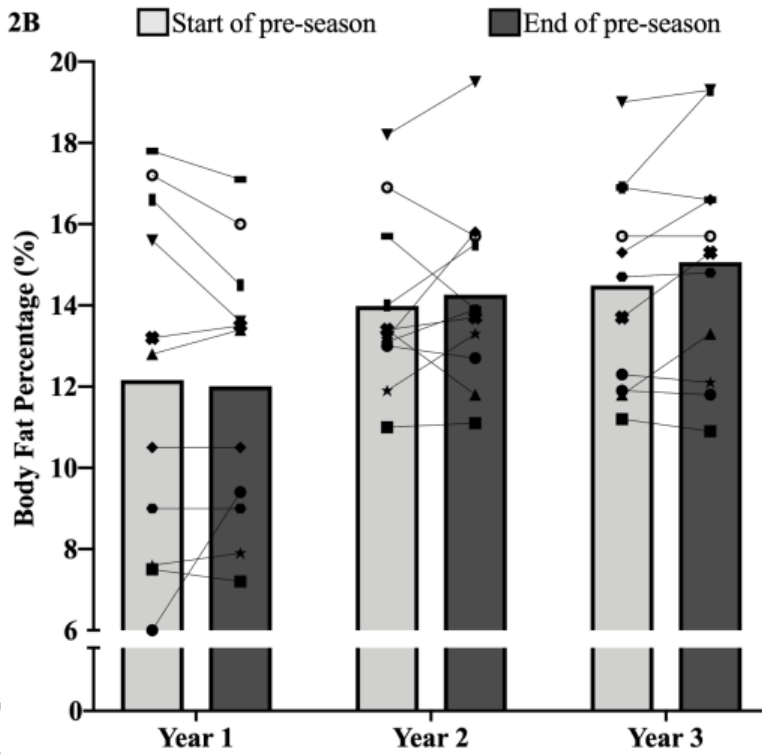 2B
Start of pre-season
End of pre-season
Body Fat Percentage (%)
20
18
16
14
12
10
8
6
0
Year 1
Year 2
Year 3